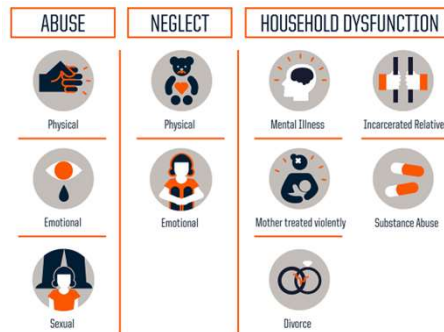 ABUSE
NEGLECT
HOUSEHOLD DYSFUNCTION
Physical
Physical
Mental Illness
Incarcerated Relative
Emotional
Emotional
Mother treated violently
Substance Abuse
Sexual
Divorce